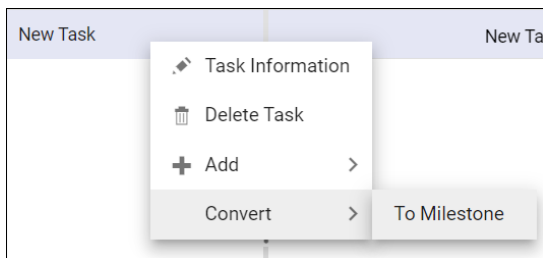 New Task
New Ta
Task Information
Delete Task
Add
Convert
To Milestone